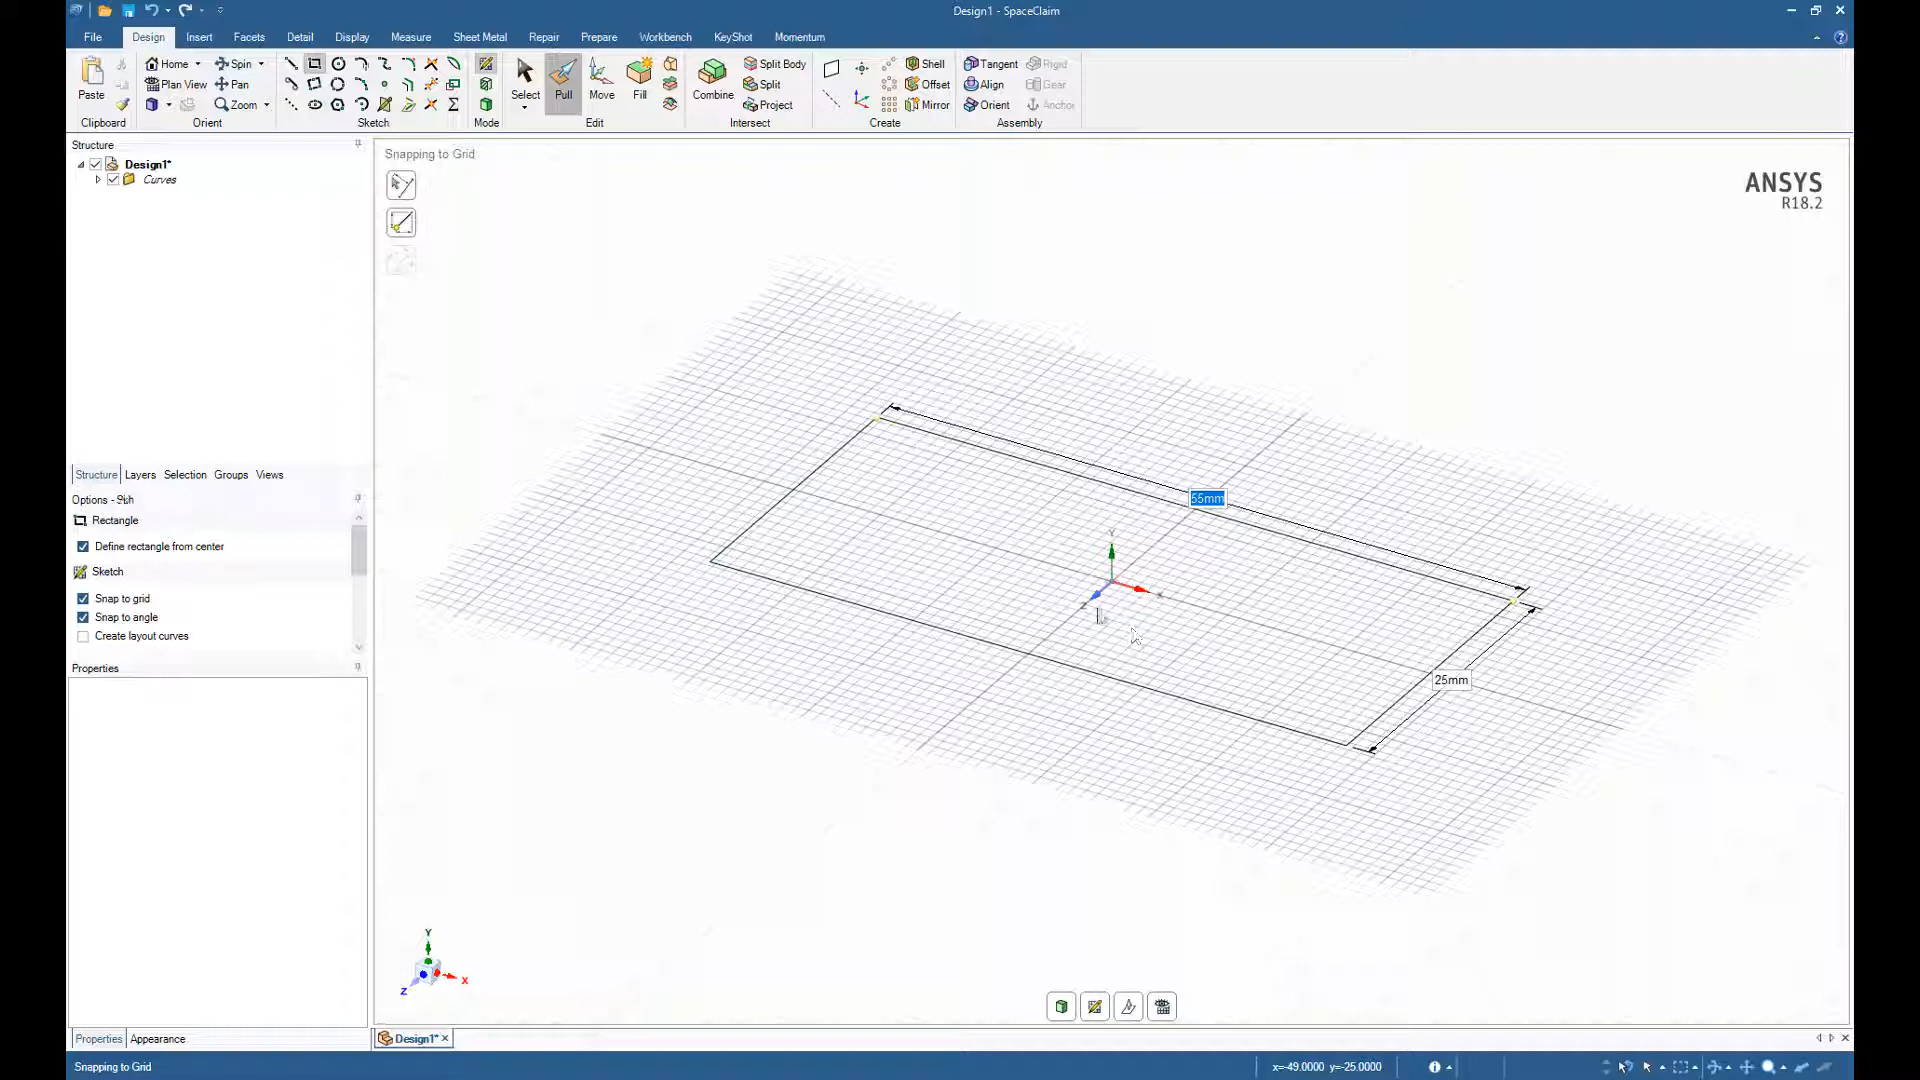 Design1 - SpaceClaim
File Design Insert Facets Detail Display Measure Sheet Metal Repair Prepare Workbench KeyShot Momentum
Paste
Home Spin
Plan View Pan
Zoom
Select Pull Move Fill
Combine
Split Body
Split
Project
Shell
Offset
Mirror
Tangent Rigid
Align Gear
Orient Anchor
Clipboard Orient Sketch Mode Edit Intersect Create Assembly
Structure
Design1*
Curves
Structure Layers Selection Groups Views
Rectangle
Define rectangle from center
Sketch
Snap to grid
Snap to angle
Create layout curves
Properties
Properties Appearance
Snapping to Grid
ANSYS
R18.2
55mm
25mm
Y
X
Z
Y
X
Z
Design1*
Snapping to Grid
x=-49.0000 y=-25.0000